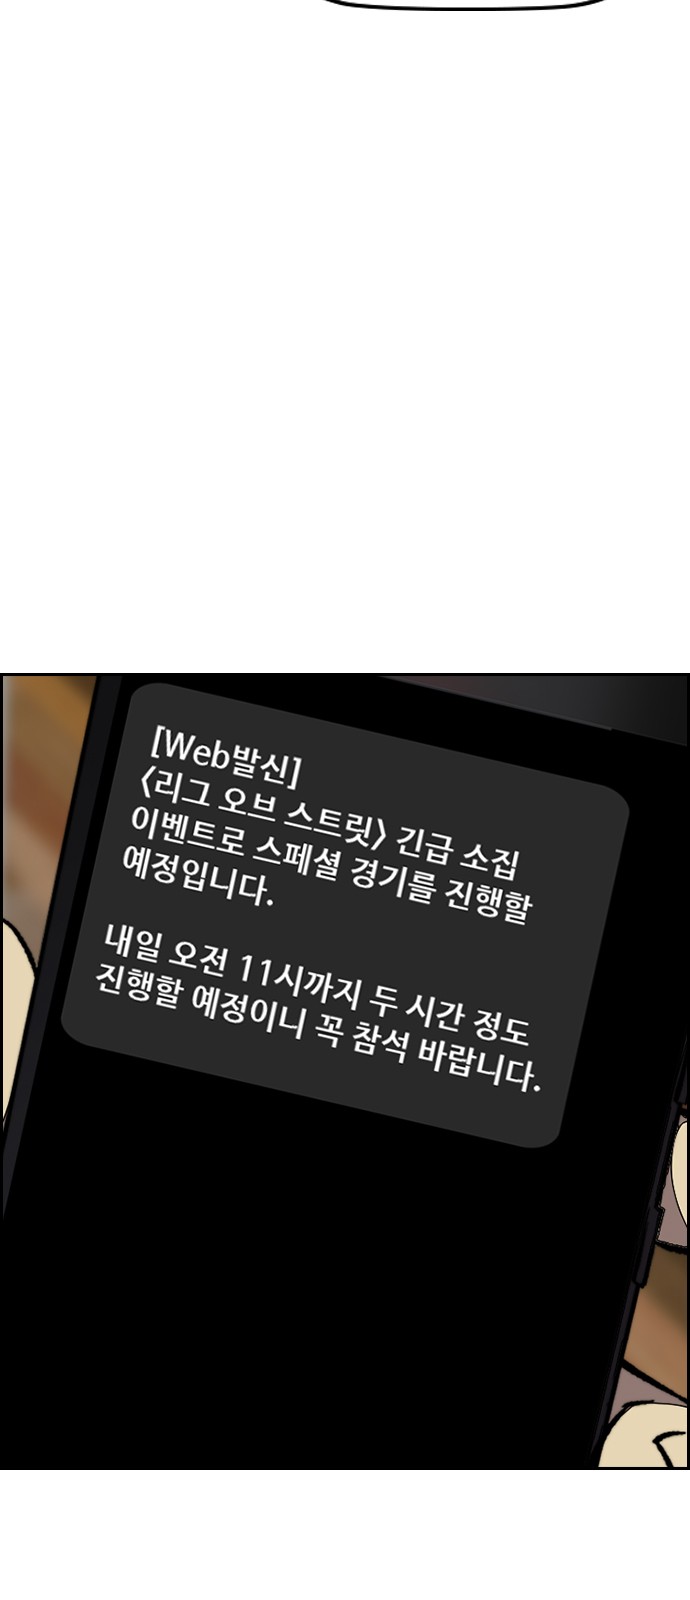 [Web발신]
〈리그 오브 스트릿〉 긴급 소집
이벤트로 스페셜 경기를 진행할
예정입니다.
내일 오전 11시까지 두 시간 정도
진행할 예정이니 꼭 참석 바랍니다.